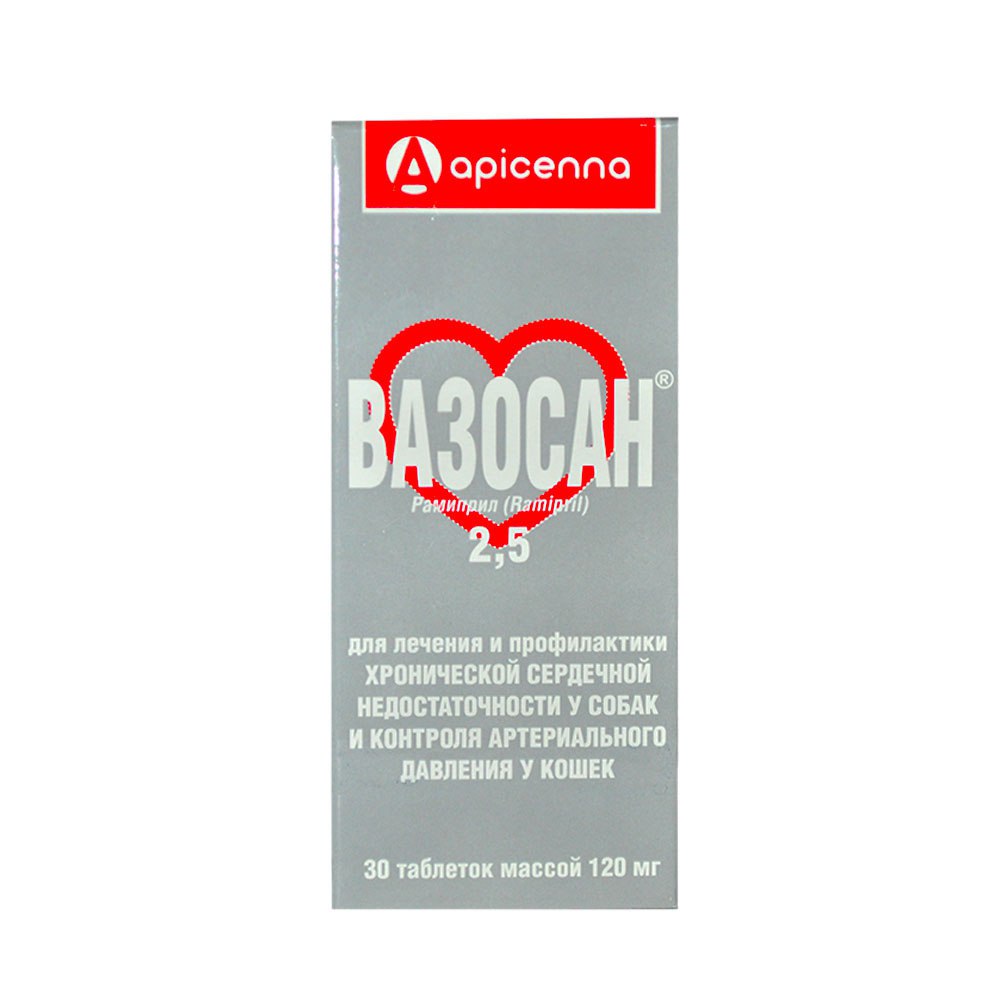 apicenna
ВАЗОСАН®
Рамиприл (Ramipril)
2,5
для лечения и профилактики
ХРОНИЧЕСКОЙ СЕРДЕЧНОЙ
НЕДОСТАТОЧНОСТИ У СОБАК
И КОНТРОЛЯ АРТЕРИАЛЬНОГО
ДАВЛЕНИЯ У КОШЕК
30 таблеток массой 120 мг